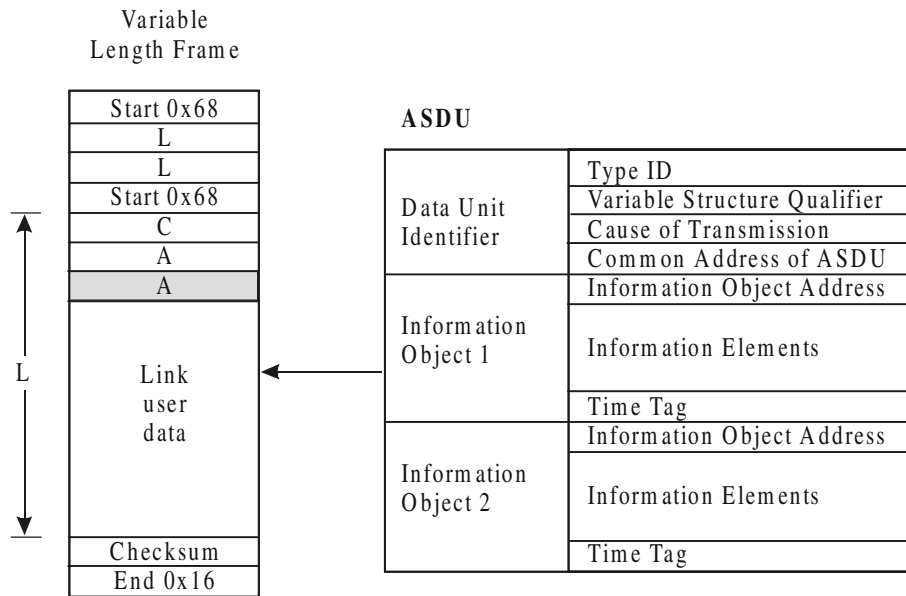 Variable
Length Frame
Start 0x68
L
L
Start 0x68
C
A
A
L
Link
user
data
Checksum
End 0x16
ASDU
Data Unit
Identifier
Type ID
Variable Structure Qualifier
Cause of Transmission
Common Address of ASDU
Information
Object 1
Information Object Address
Information Elements
Time Tag
Information
Object 2
Information Object Address
Information Elements
Time Tag